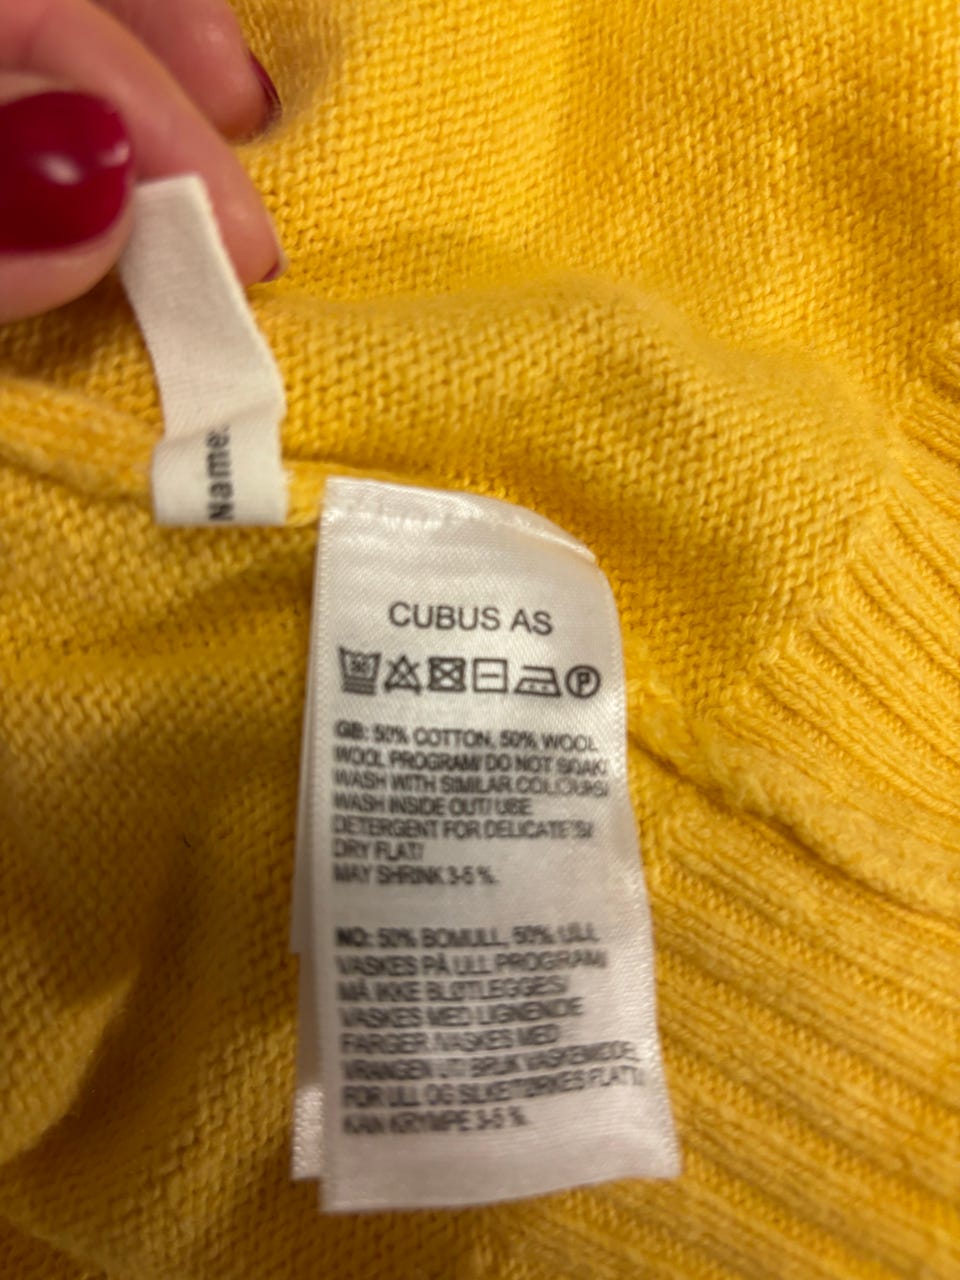 Name:
CUBUS AS
30
P
GB: 50% COTTON, 50% WOOL
WOOL PROGRAM/ DO NOT SOAK/
WASH WITH SIMILAR COLOURS/
WASH INSIDE OUT/ USE
DETERGENT FOR DELICATE'S/
DRY FLAT/
MAY SHRINK 3-5 %.
NO: 50% BOMULL, 50% ULL
VASKES PÅ ULL PROGRAM/
MÅ IKKE BLØTLEGGES/
VASKES MED LIGNENDE
FARGER/VASKES MED
VRANGEN UT/ BRUK VASKEMIDDEL
FOR ULL OG SILKE/TØRKES FLATT/
KAN KRYMPE 3-5 %.